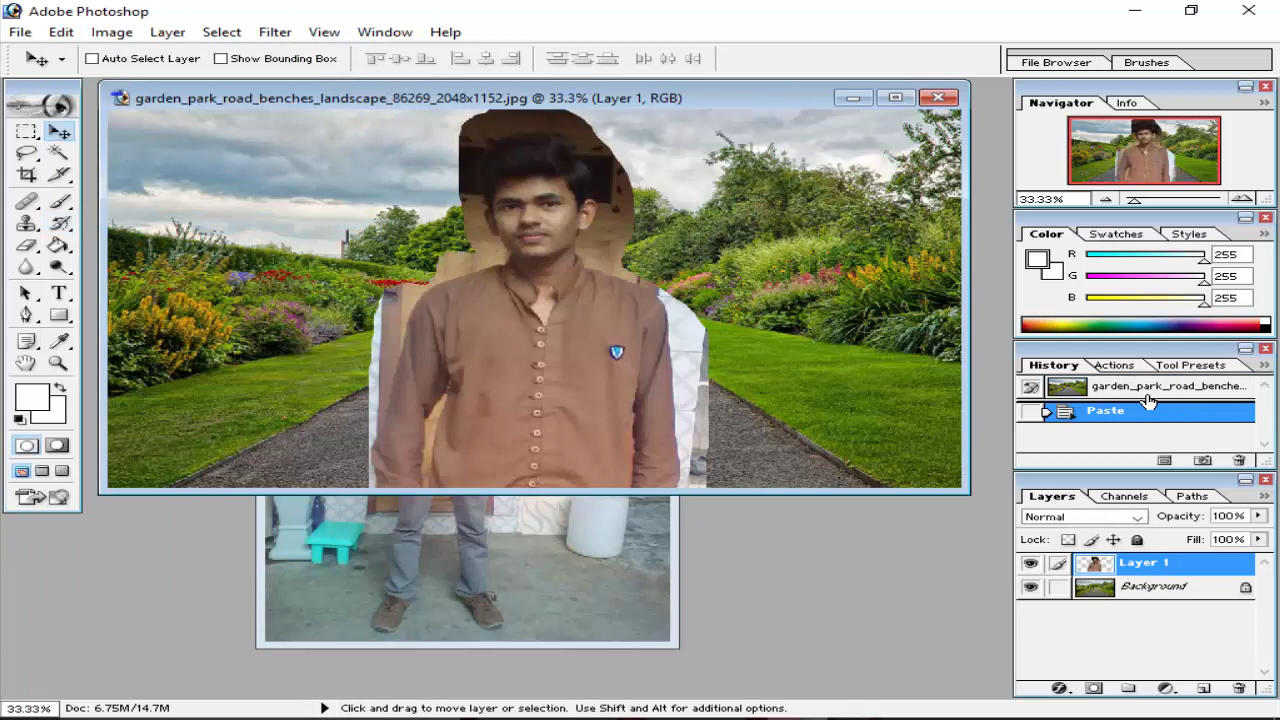 Adobe Photoshop
File Edit Image Layer Select Filter View Window Help
Auto Select Layer Show Bounding Box
File Browser Brushes
garden_park_road_benches_landscape_86269_2048x1152.jpg @ 33.3% (Layer 1, RGB)
Navigator Info
33.33%
Color Swatches Styles
R 255
G 255
B 255
History Actions Tool Presets
garden_park_road_benche...
Paste
Layers Channels Paths
Normal Opacity: 100%
Lock: Fill: 100%
Layer 1
Background
T
33.33% Doc: 6.75M/14.7M Click and drag to move layer or selection. Use Shift and Alt for additional options.